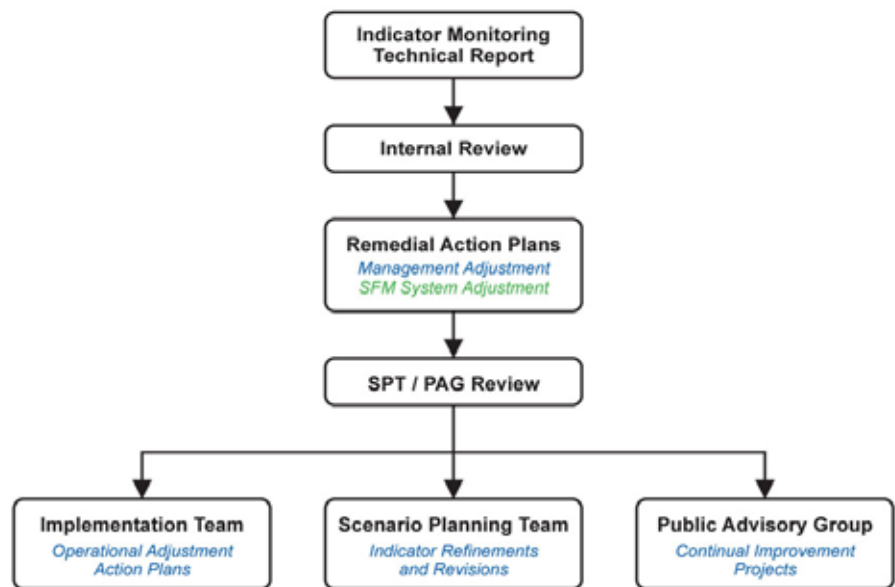 Indicator Monitoring
Technical Report
Internal Review
Remedial Action Plans
Management Adjustment
SFM System Adjustment
SPT / PAG Review
Implementation Team
Operational Adjustment
Action Plans
Scenario Planning Team
Indicator Refinements
and Revisions
Public Advisory Group
Continual Improvement
Projects